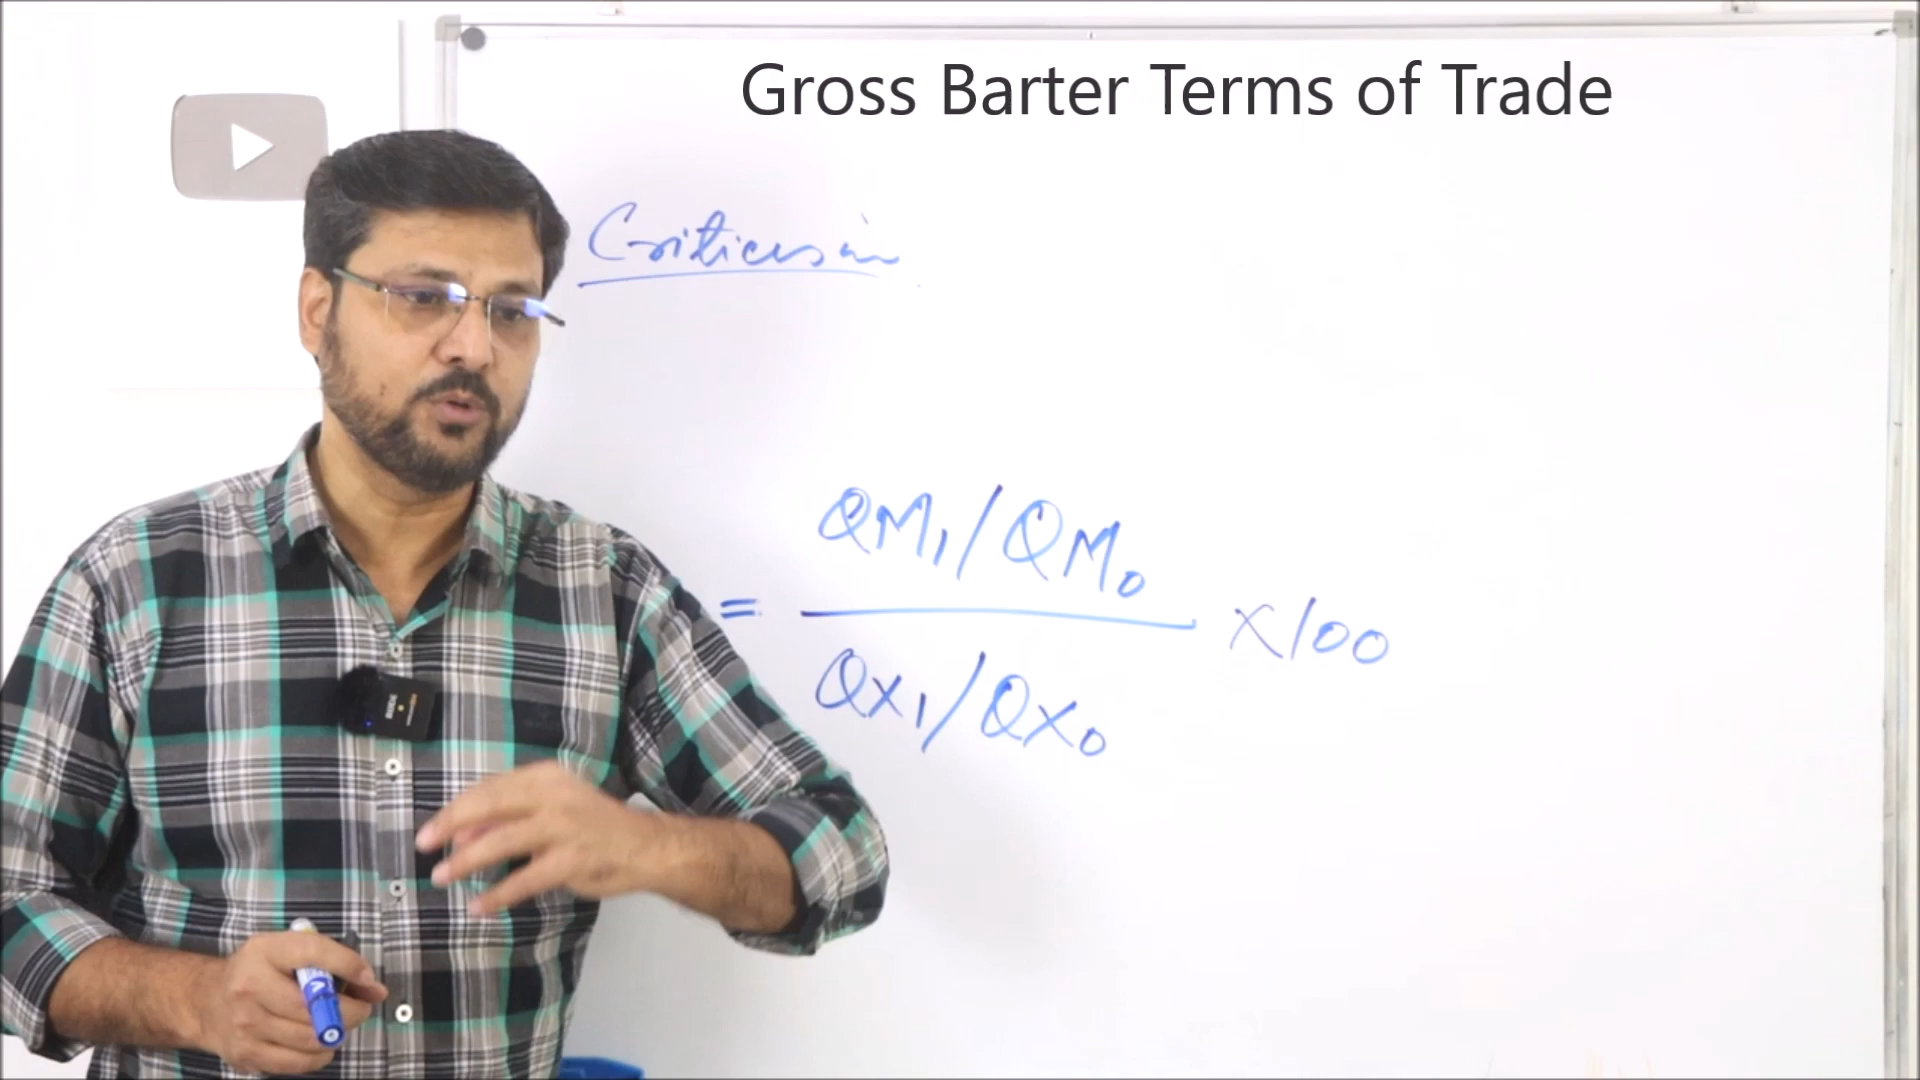 Gross Barter Terms of Trade
Criticism
= QM1/QM0 x100
QX1/QX0